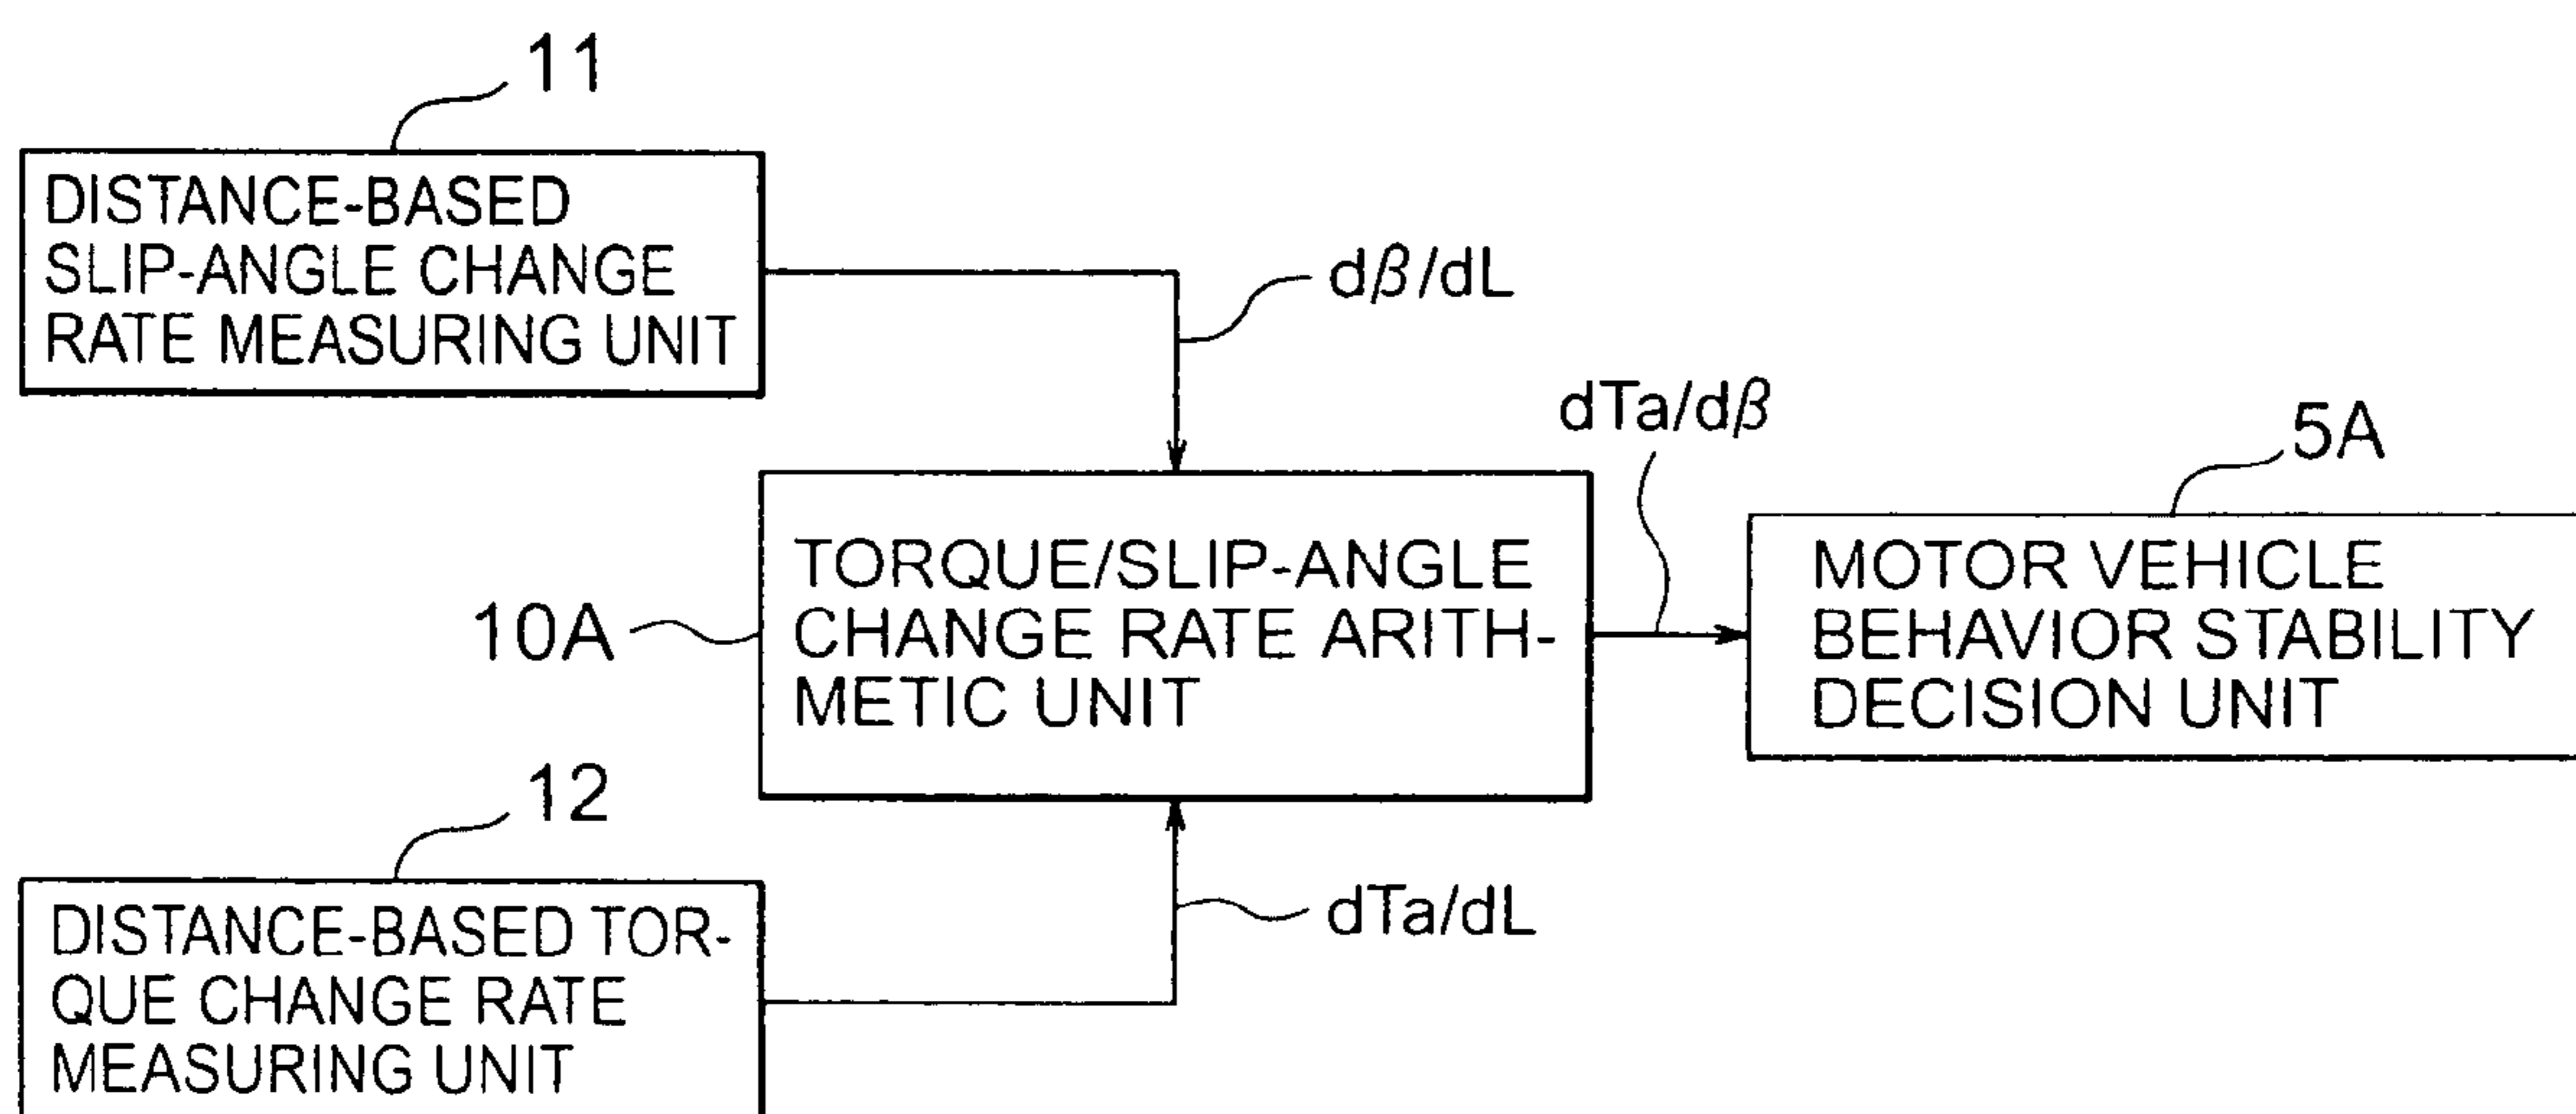 11
DISTANCE-BASED
SLIP-ANGLE CHANGE
RATE MEASURING UNIT
dβ/dL
dTa/dβ
5A
10A
TORQUE/SLIP-ANGLE
CHANGE RATE ARITH-
METIC UNIT
MOTOR VEHICLE
BEHAVIOR STABILITY
DECISION UNIT
12
DISTANCE-BASED TOR-
QUE CHANGE RATE
MEASURING UNIT
dTa/dL